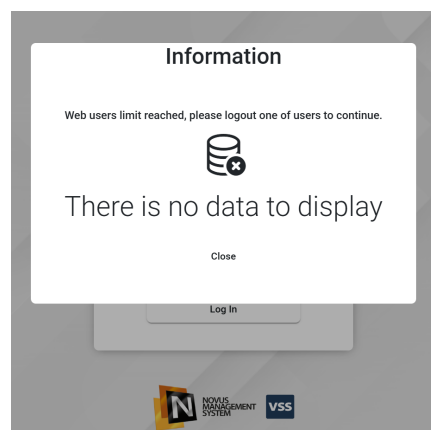 Information
Web users limit reached, please logout one of users to continue.
There is no data to display
Close
Log In
N
NOVUS
MANAGEMENT
SYSTEM
VSS